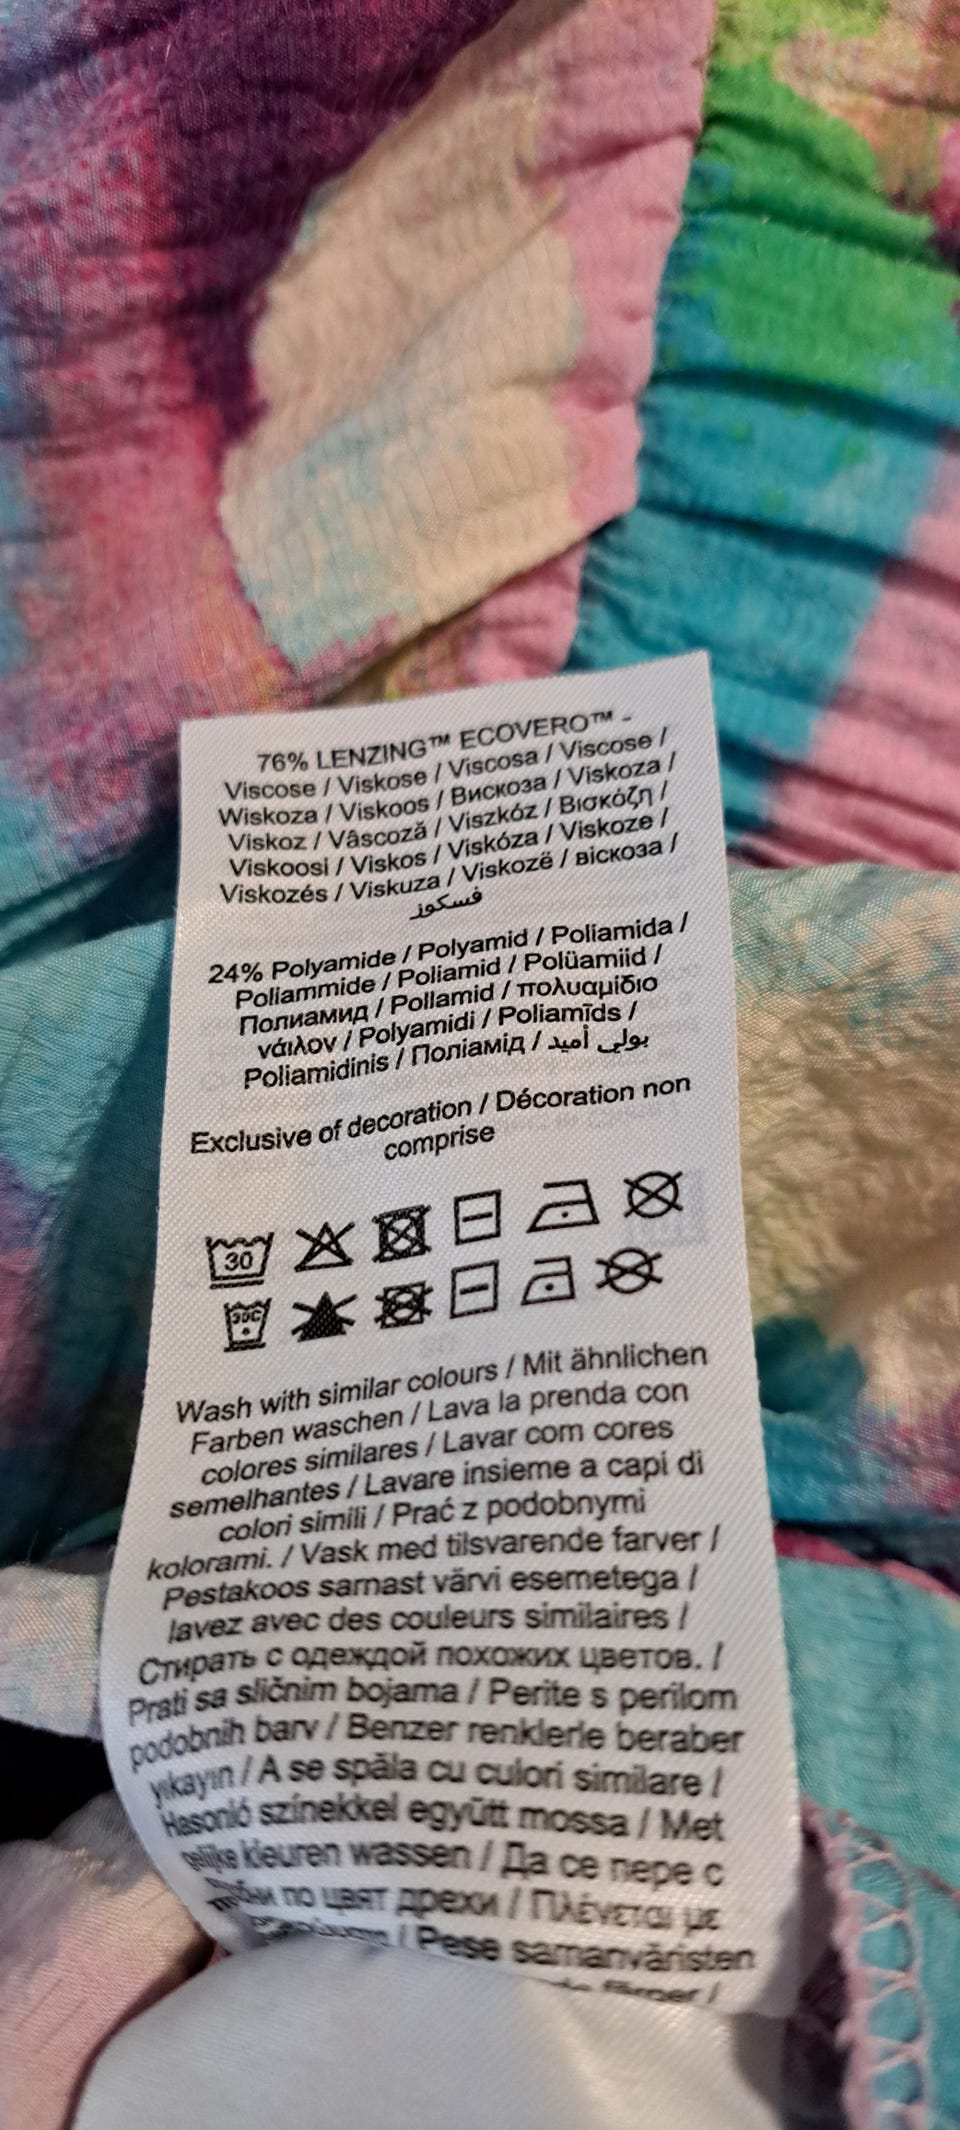 76% LENZING™ ECOVERO™ -
Viscose / Viskose / Viscosa / Viscose /
Wiskoza / Viskoos / Вискоза / Viskoza /
Viskoz / Vâscoză / Viszkóz / Βισκόζη /
Viskoosi / Viskos / Viskóza / Viskoze /
Viskozés / Viskuza / Viskozë / віскоза /
فسكوز
24% Polyamide / Polyamid / Poliamida /
Poliammide / Poliamid / Polüamiid /
Полиамид / Pollamid / πολυαμίδιο
νάιλον / Polyamidi / Poliamīds /
Poliamidinis / Поліамід / بولي أميد
Exclusive of decoration / Décoration non
comprise
30
30C
Wash with similar colours / Mit ähnlichen
Farben waschen / Lava la prenda con
colores similares / Lavar com cores
semelhantes / Lavare insieme a capi di
colori simili / Prać z podobnymi
kolorami. / Vask med tilsvarende farver /
Pestakoos sarnast värvi esemetega /
lavez avec des couleurs similaires /
Стирать с одеждой похожих цветов. /
Prati sa sličnim bojama / Perite s perilom
podobnih barv / Benzer renklerle beraber
yıkayın / A se spăla cu culori similare /
Hasonló színekkel együtt mossa / Met
gelijke kleuren wassen / Да се пере с
по цвят дрехи / Πλένεται με
/ Pese samanväristen
färger /